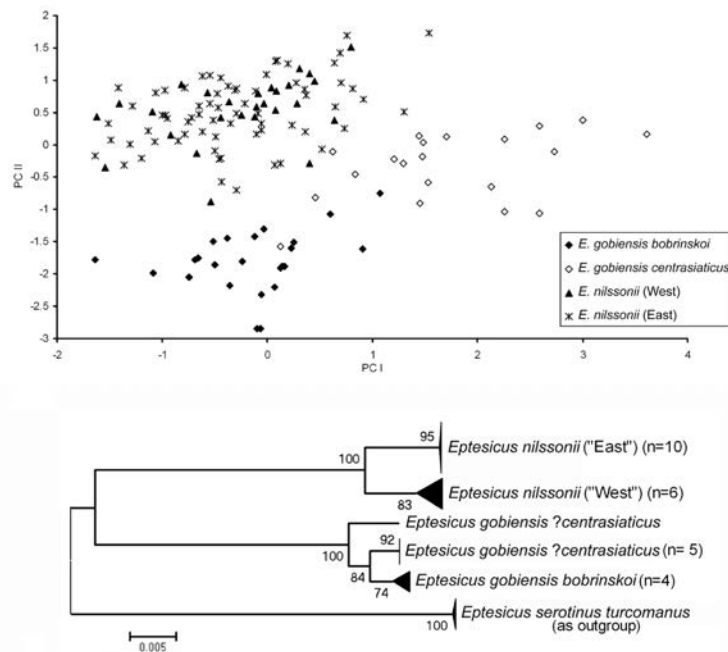 2
1.5
1
0.5
0
-0.5
-1
-1.5
-2
-2.5
-3
PC II
-2 -1 0 1 2 3 4
PC I
E. gobiensis bobrinskoi
E. gobiensis centrasiaticus
E. nilssonii (West)
E. nilssonii (East)
95
Eptesicus nilssonii ("East") (n=10)
100
Eptesicus nilssonii ("West") (n=6)
83
Eptesicus gobiensis ?centrasiaticus
100
92
Eptesicus gobiensis ?centrasiaticus (n= 5)
84
Eptesicus gobiensis bobrinskoi (n=4)
74
Eptesicus serotinus turcomanus
100
(as outgroup)
0.005